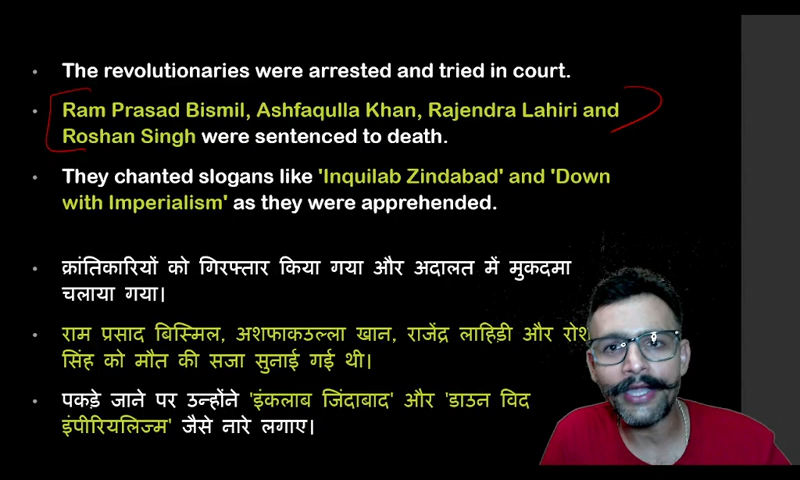 The revolutionaries were arrested and tried in court.
Ram Prasad Bismil, Ashfaqulla Khan, Rajendra Lahiri and
Roshan Singh were sentenced to death.
They chanted slogans like 'Inquilab Zindabad' and 'Down
with Imperialism' as they were apprehended.
क्रांतिकारियों को गिरफ्तार किया गया और अदालत में मुकदमा
चलाया गया।
राम प्रसाद बिस्मिल, अशफाकउल्ला खान, राजेंद्र लाहिड़ी और
सिंह को मौत की सजा सुनाई गई थी।
पकड़े जाने पर उन्होंने 'इंकलाब जिंदाबाद' और 'डाउन विद
इंपीरियलिज्म' जैसे नारे लगाए।